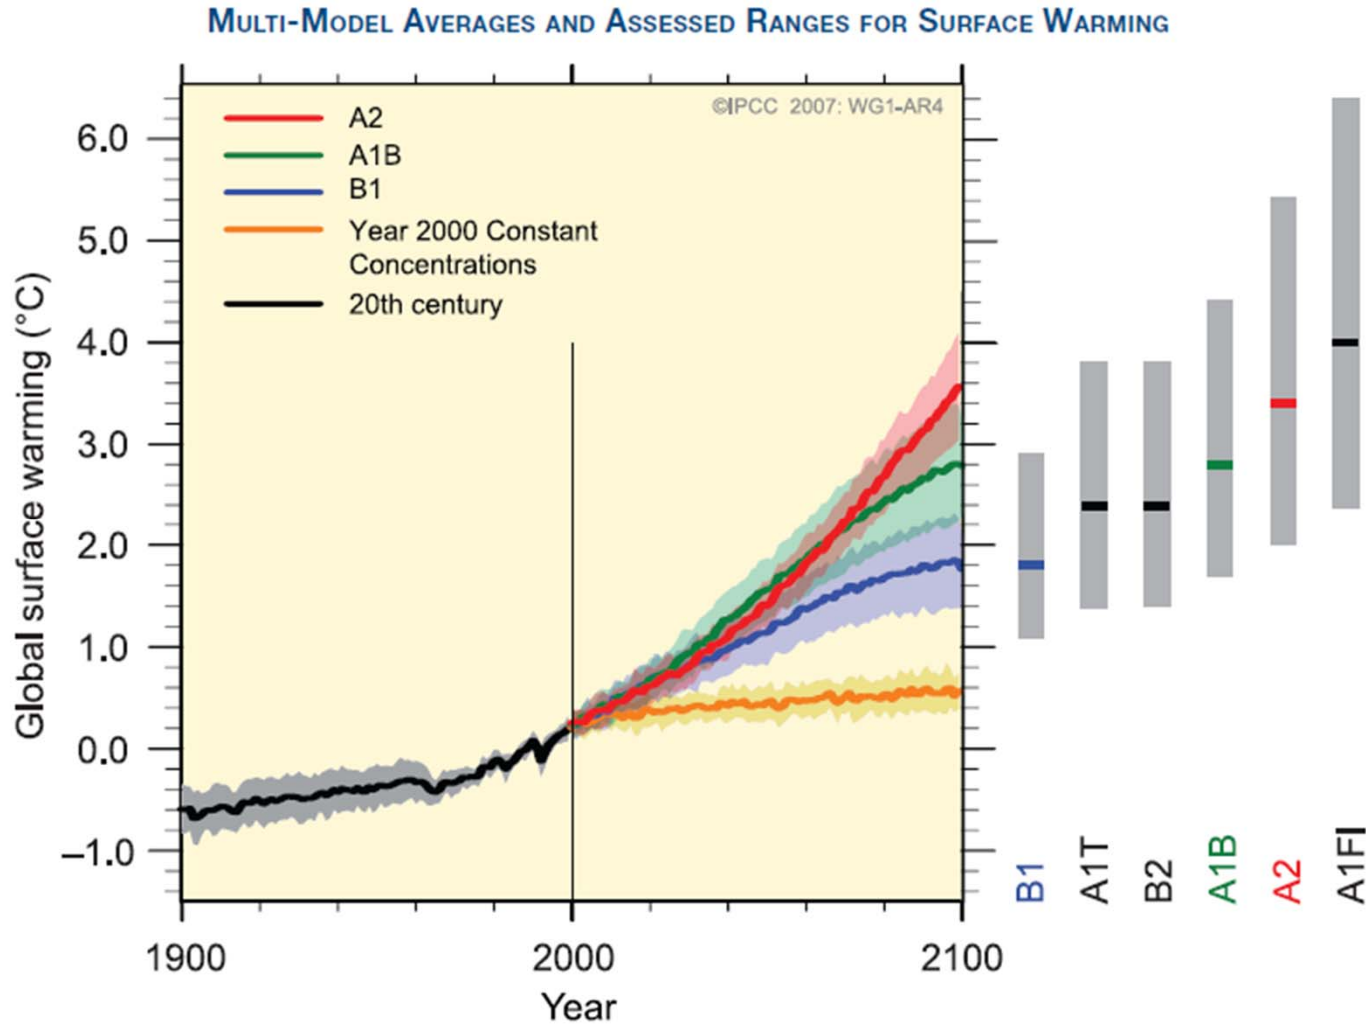 MULTI-MODEL AVERAGES AND ASSESSED RANGES FOR SURFACE WARMING
©IPCC 2007: WG1-AR4
A2
A1B
B1
Year 2000 Constant
Concentrations
20th century
Global surface warming (°C)
6.0
5.0
4.0
3.0
2.0
1.0
0.0
–1.0
1900
2000
2100
Year
B1
A1T
B2
A1B
A2
A1FI